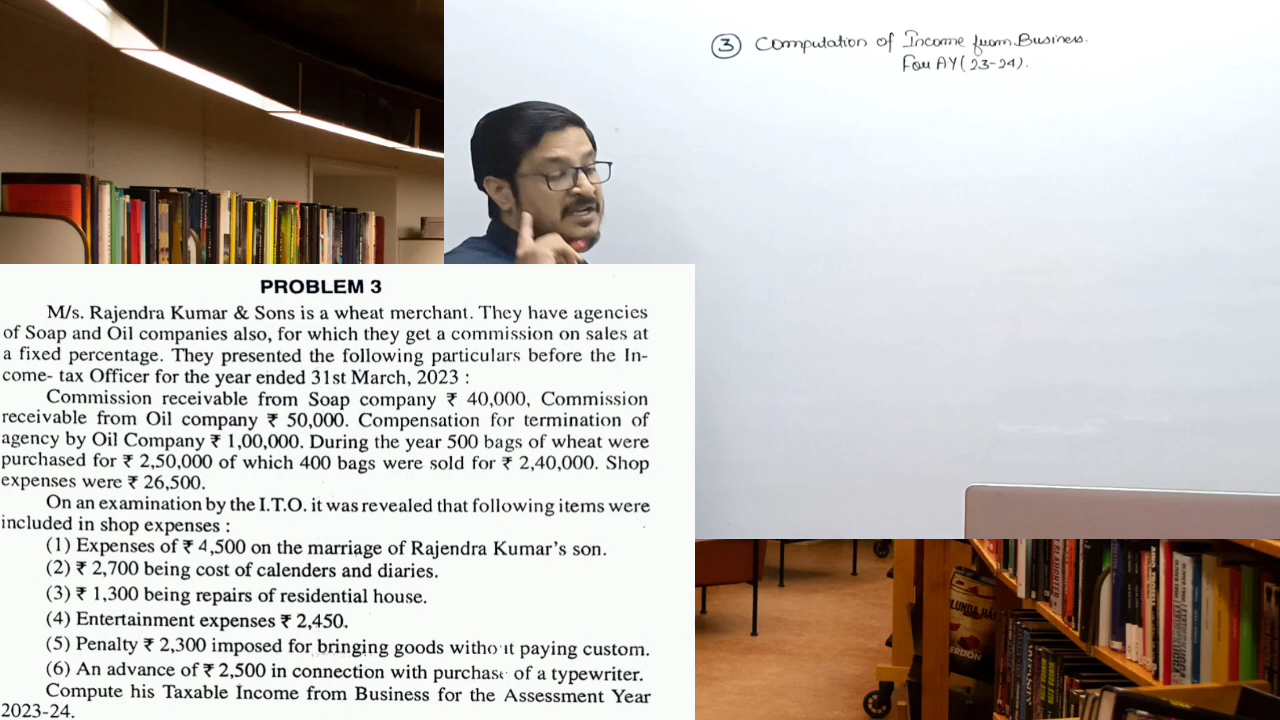 ③ Computation of Income from Business.
For AY (23-24).
PROBLEM 3
M/s. Rajendra Kumar & Sons is a wheat merchant. They have agencies
of Soap and Oil companies also, for which they get a commission on sales at
a fixed percentage. They presented the following particulars before the In-
come- tax Officer for the year ended 31st March, 2023 :
Commission receivable from Soap company ₹ 40,000, Commission
receivable from Oil company ₹ 50,000. Compensation for termination of
agency by Oil Company ₹ 1,00,000. During the year 500 bags of wheat were
purchased for ₹ 2,50,000 of which 400 bags were sold for ₹ 2,40,000. Shop
expenses were ₹ 26,500.
On an examination by the I.T.O. it was revealed that following items were
included in shop expenses :
(1) Expenses of ₹ 4,500 on the marriage of Rajendra Kumar's son.
(2) ₹ 2,700 being cost of calenders and diaries.
(3) ₹ 1,300 being repairs of residential house.
(4) Entertainment expenses ₹ 2,450.
(5) Penalty ₹ 2,300 imposed for bringing goods without paying custom.
(6) An advance of ₹ 2,500 in connection with purchase of a typewriter.
Compute his Taxable Income from Business for the Assessment Year
2023-24.